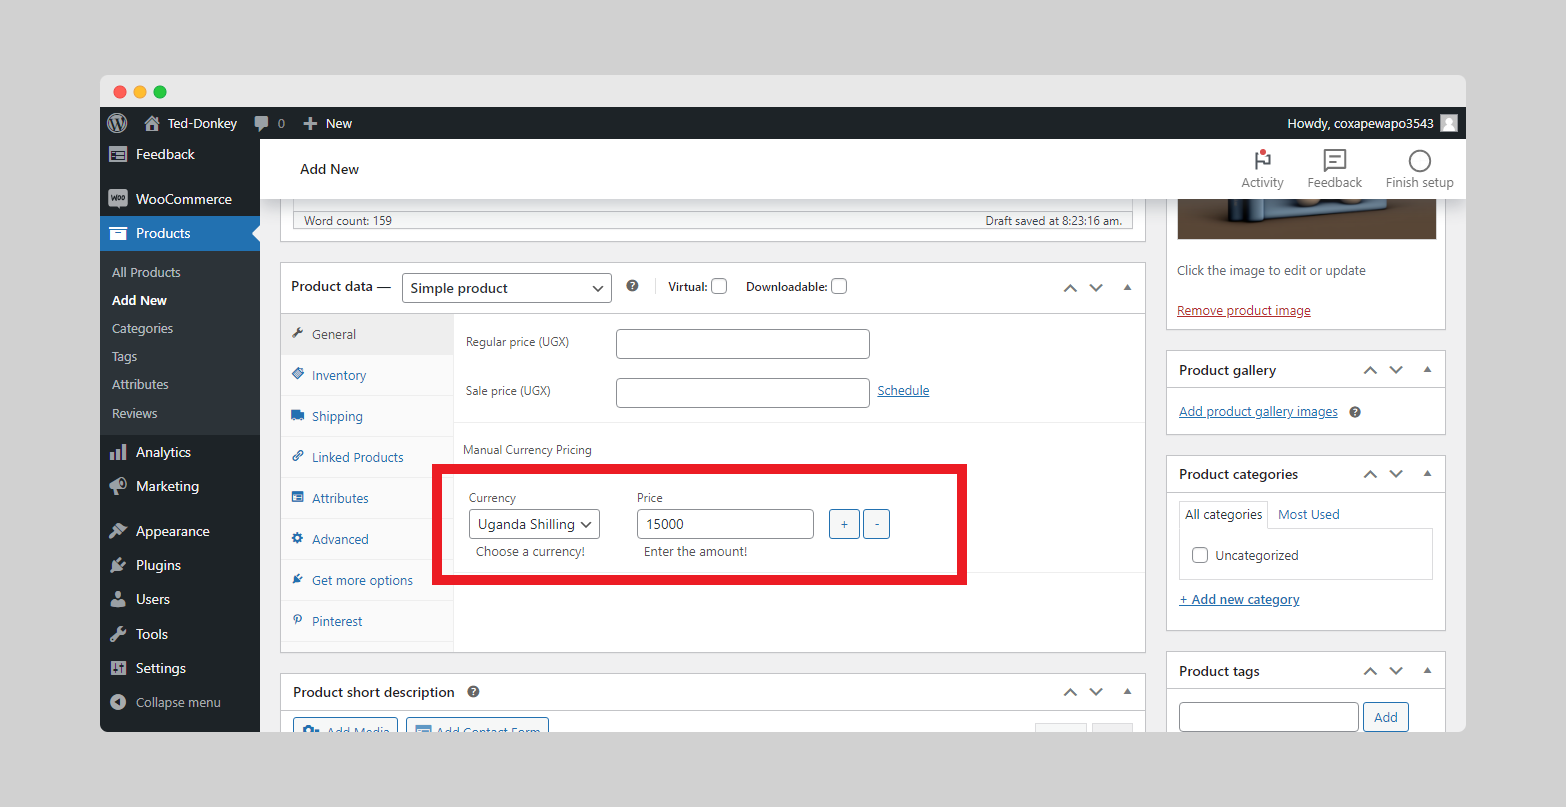 Ted-Donkey 0 New Howdy, coxapewapo3543
Feedback
WooCommerce
Products
All Products
Add New
Categories
Tags
Attributes
Reviews
Analytics
Marketing
Appearance
Plugins
Users
Tools
Settings
Collapse menu
Add New
Activity Feedback Finish setup
Word count: 159 Draft saved at 8:23:16 am.
Product data — Simple product Virtual: Downloadable:
General
Inventory
Shipping
Linked Products
Attributes
Advanced
Get more options
Pinterest
Regular price (UGX)
Sale price (UGX) Schedule
Manual Currency Pricing
Currency Price
Uganda Shilling 15000 + -
Choose a currency! Enter the amount!
Product short description
Add Media Add Contact Form
Click the image to edit or update
Remove product image
Product gallery
Add product gallery images
Product categories
All categories Most Used
Uncategorized
+ Add new category
Product tags
Add